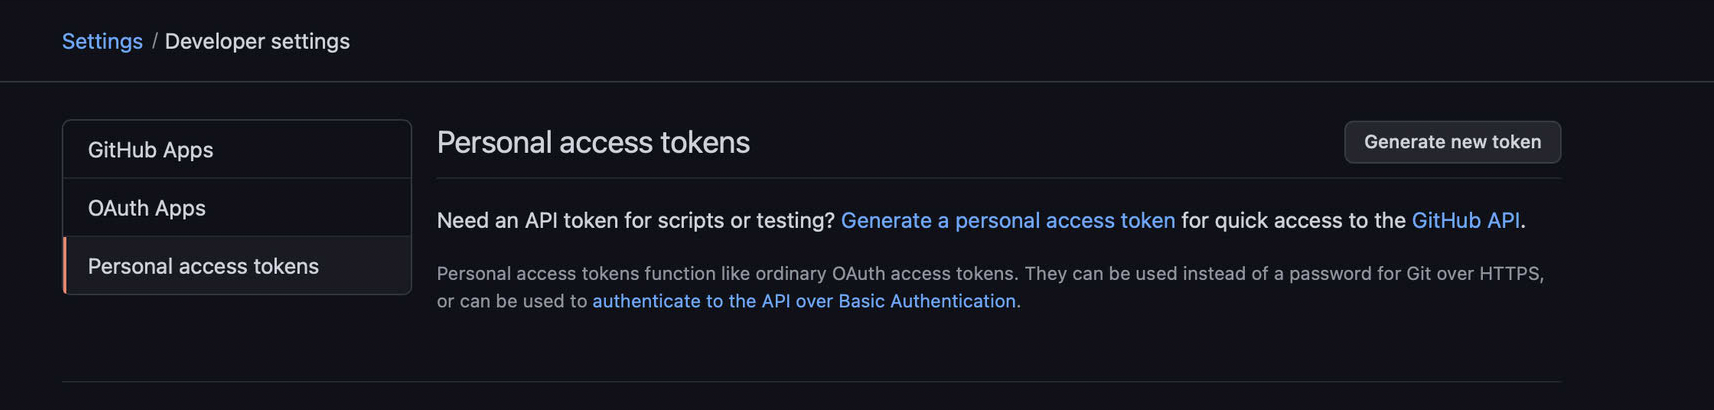 Settings / Developer settings
GitHub Apps
OAuth Apps
Personal access tokens
Personal access tokens
Generate new token
Need an API token for scripts or testing? Generate a personal access token for quick access to the GitHub API.
Personal access tokens function like ordinary OAuth access tokens. They can be used instead of a password for Git over HTTPS,
or can be used to authenticate to the API over Basic Authentication.